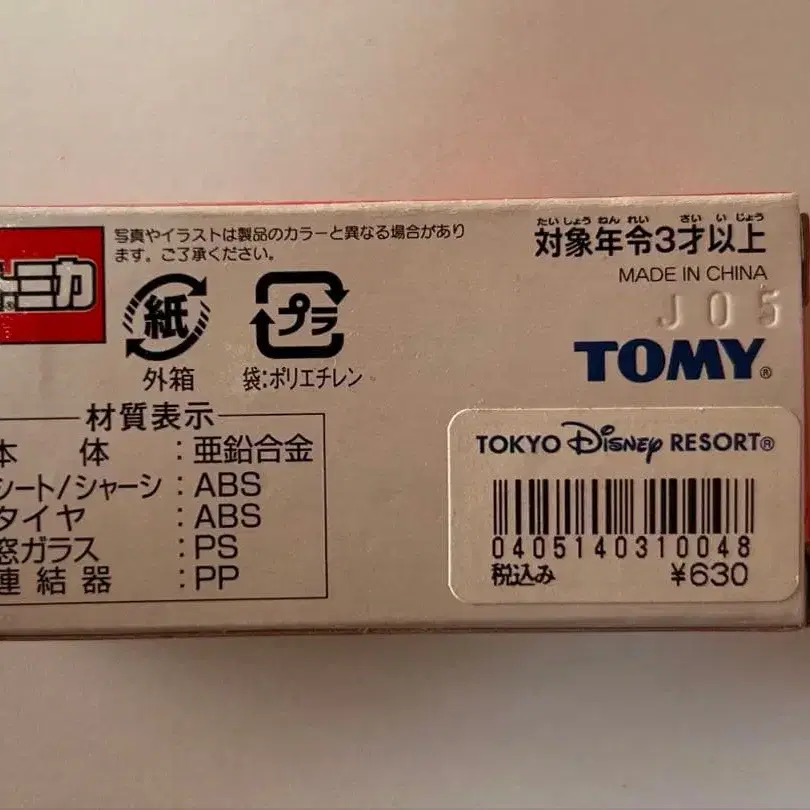 トミカ®
写真やイラストは製品のカラーと異なる場合があり
ます。ご了承ください。
紙
外箱
プラ
袋:ポリエチレン
たいしょうねんれい さいいじょう
対象年令3才以上
MADE IN CHINA
J05
TOMY®
材質表示
本体:亜鉛合金
シート/シャーシ:ABS
タイヤ:ABS
窓ガラス:PS
連結器:PP
TOKYO Disney RESORT®
0405140310048
税込み ¥630